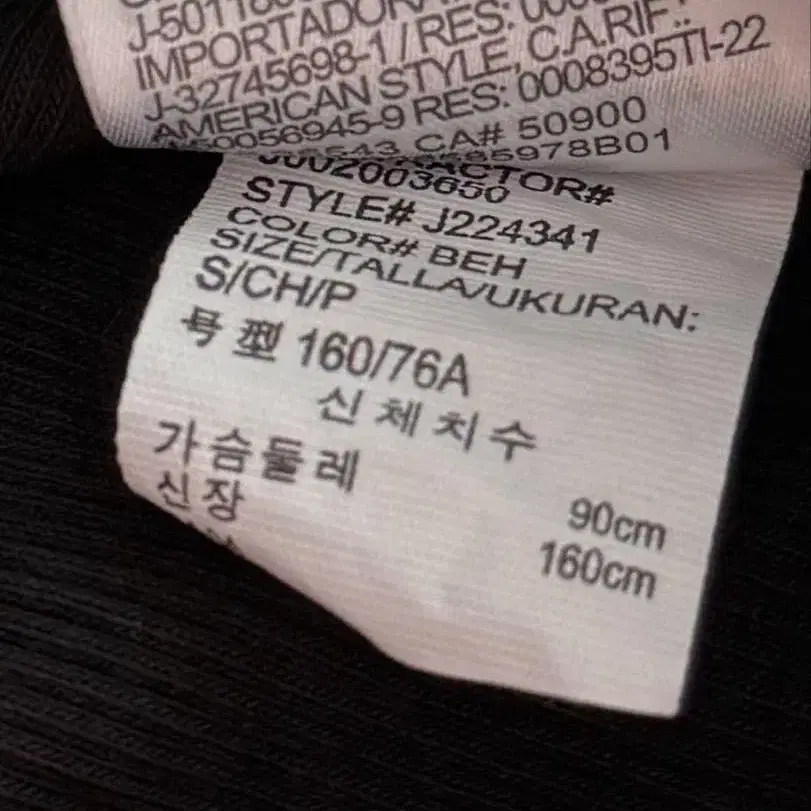 J-5011
IMPORTADOR
J-32745698-1 / RES:
AMERICAN STYLE, C.A.RIF.:
50056945-9 RES: 0008395TI-22
CA# 50900
85978B01
0002003650
STYLE# J224341
COLOR# BEH
SIZE/TALLA/UKURAN:
S/CH/P
号型 160/76A
신체치수
가슴둘레 90cm
신장 160cm